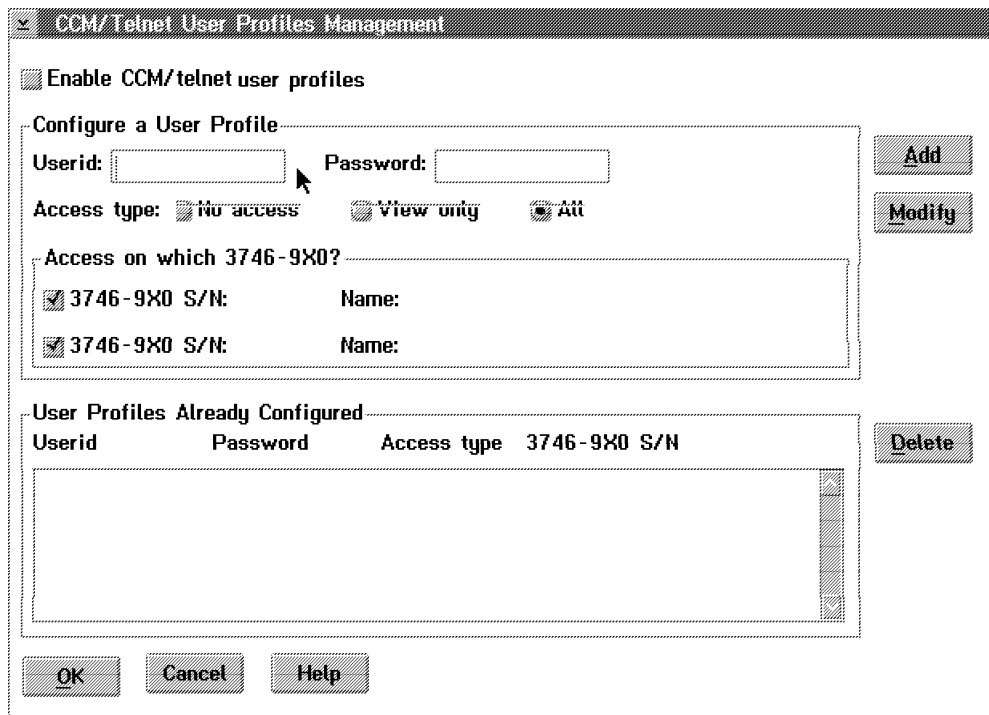 CCM/Telnet User Profiles Management
Enable CCM/telnet user profiles
Configure a User Profile
Userid: Password:
Add
Access type: No access View only All
Modify
Access on which 3746-9X0?
3746-9X0 S/N: Name:
3746-9X0 S/N: Name:
User Profiles Already Configured
Userid Password Access type 3746-9X0 S/N
Delete
OK Cancel Help